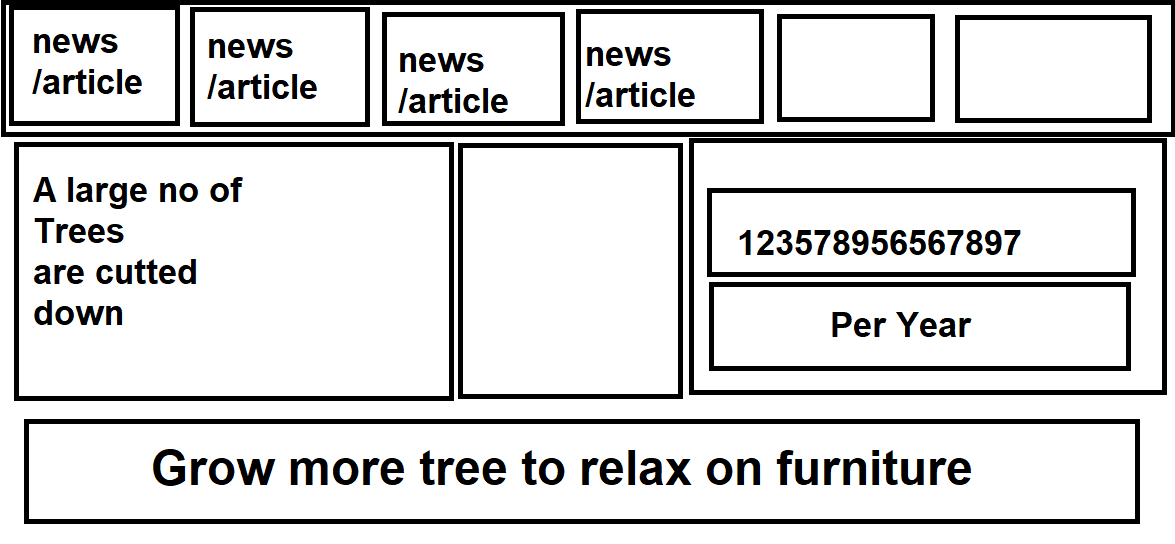 news
/article
news
/article
news
/article
news
/article
A large no of
Trees
are cutted
down
123578956567897
Per Year
Grow more tree to relax on furniture